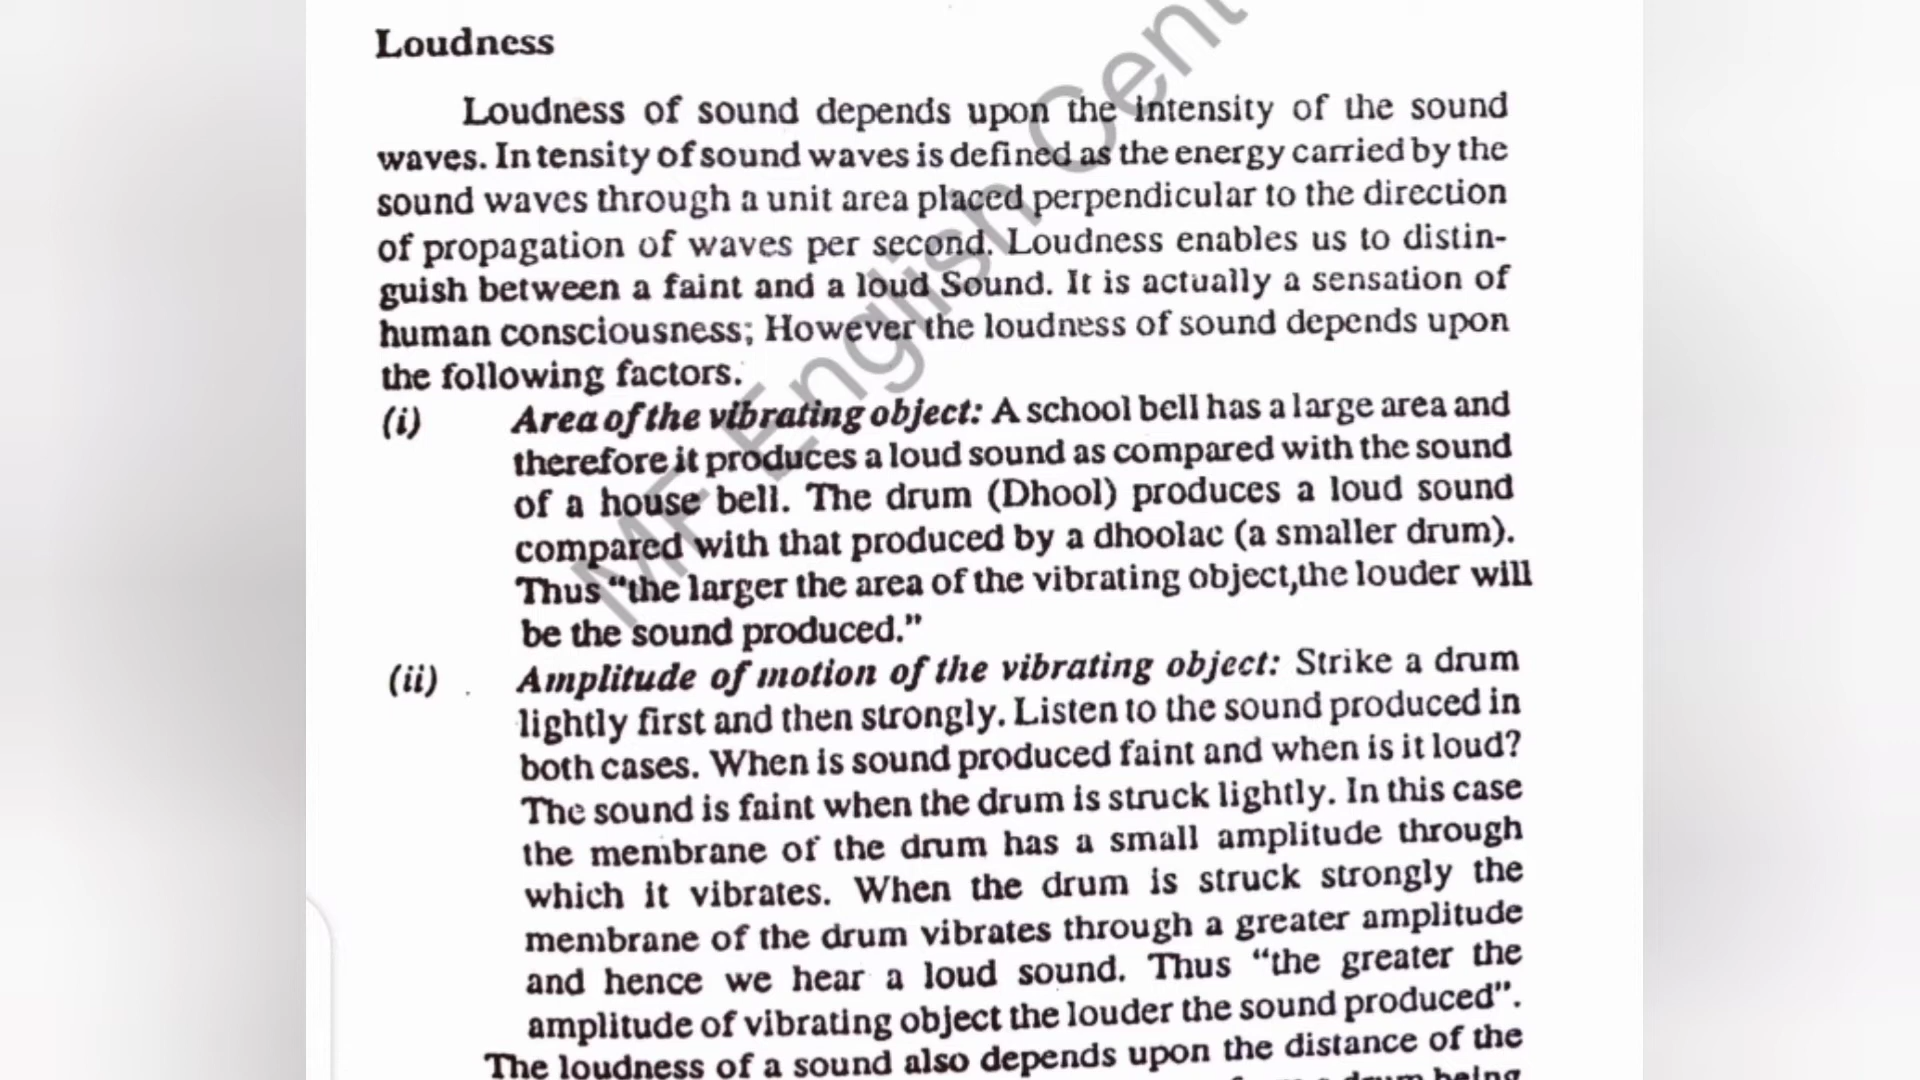 Loudness
Loudness of sound depends upon the intensity of the sound
waves. In tensity of sound waves is defined as the energy carried by the
sound waves through a unit area placed perpendicular to the direction
of propagation of waves per second. Loudness enables us to distin-
guish between a faint and a loud Sound. It is actually a sensation of
human consciousness; However the loudness of sound depends upon
the following factors.
(i) Area of the vibrating object: A school bell has a large area and
therefore it produces a loud sound as compared with the sound
of a house bell. The drum (Dhool) produces a loud sound
compared with that produced by a dhoolac (a smaller drum).
Thus “the larger the area of the vibrating object,the louder will
be the sound produced.”
(ii) Amplitude of motion of the vibrating object: Strike a drum
lightly first and then strongly. Listen to the sound produced in
both cases. When is sound produced faint and when is it loud?
The sound is faint when the drum is struck lightly. In this case
the membrane of the drum has a small amplitude through
which it vibrates. When the drum is struck strongly the
membrane of the drum vibrates through a greater amplitude
and hence we hear a loud sound. Thus “the greater the
amplitude of vibrating object the louder the sound produced”.
The loudness of a sound also depends upon the distance of the
drum being
MF English Cent